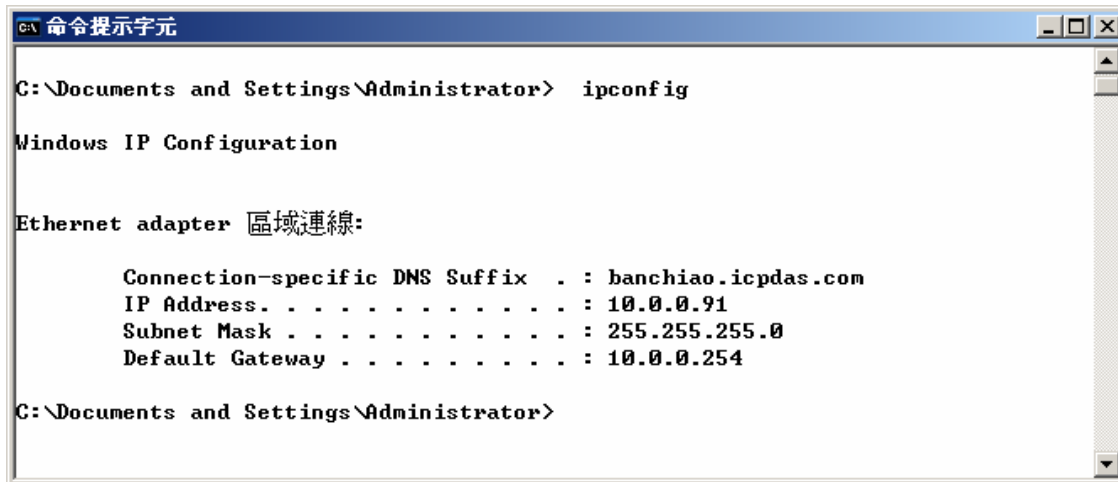 命令提示字元
C:\Documents and Settings\Administrator>  ipconfig
Windows IP Configuration
Ethernet adapter 區域連線:
Connection-specific DNS Suffix  . : banchiao.icpdas.com
IP Address. . . . . . . . . . . . : 10.0.0.91
Subnet Mask . . . . . . . . . . . : 255.255.255.0
Default Gateway . . . . . . . . . : 10.0.0.254
C:\Documents and Settings\Administrator>